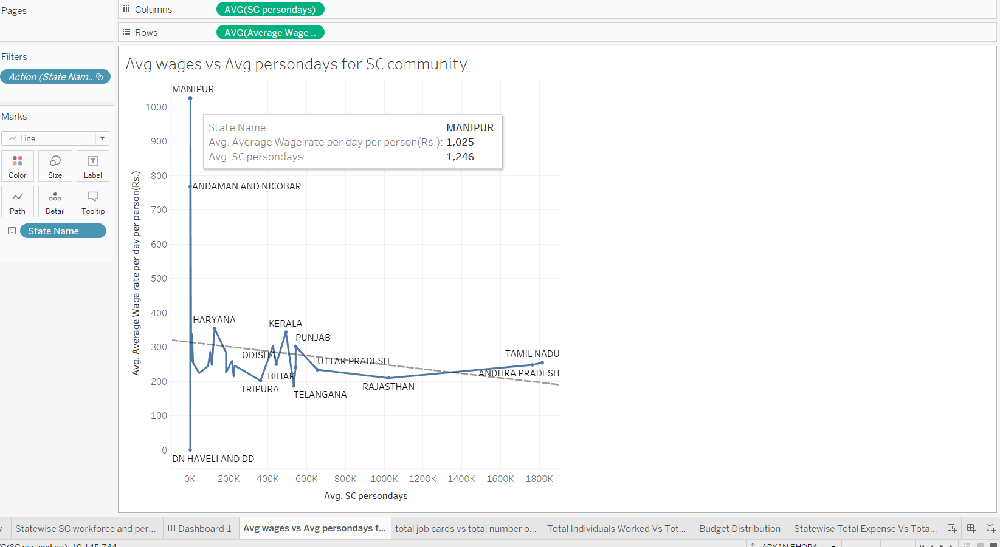 Pages
Columns
AVG(SC persondays)
Rows
AVG(Average Wage ..
Filters
Action (State Nam..
Marks
Line
Color
Size
Label
Path
Detail
Tooltip
State Name
Avg wages vs Avg persondays for SC community
MANIPUR
State Name: MANIPUR
Avg. Average Wage rate per day per person(Rs.): 1,025
Avg. SC persondays: 1,246
ANDAMAN AND NICOBAR
HARYANA
KERALA
PUNJAB
ODISHA
UTTAR PRADESH
TAMIL NADU
ANDHRA PRADESH
BIHAR
TRIPURA
TELANGANA
RAJASTHAN
DN HAVELI AND DD
Avg. Average Wage rate per day per person(Rs.)
1000
900
800
700
600
500
400
300
200
100
0
0K 200K 400K 600K 800K 1000K 1200K 1400K 1600K 1800K
Avg. SC persondays
Statewise SC workforce and per...
Dashboard 1
Avg wages vs Avg persondays f...
total job cards vs total number o...
Total Individuals Worked Vs Tot...
Budget Distribution
Statewise Total Expense Vs Tota...
(SC persondays): 10,145,744
ARYAN BHORA